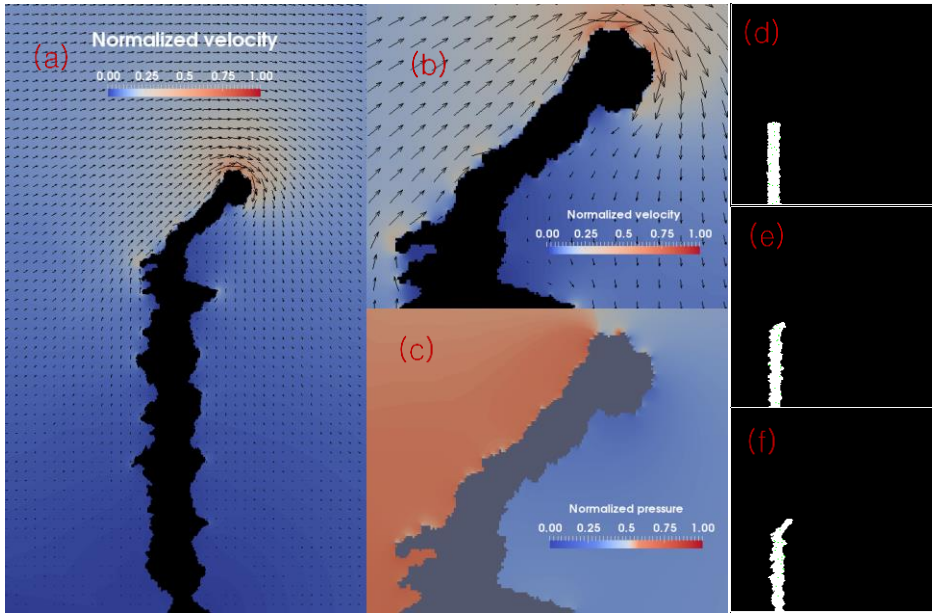 (a)
Normalized velocity
0.00 0.25 0.5 0.75 1.00
(b)
Normalized velocity
0.00 0.25 0.5 0.75 1.00
(c)
Normalized pressure
0.00 0.25 0.5 0.75 1.00
(d)
(e)
(f)